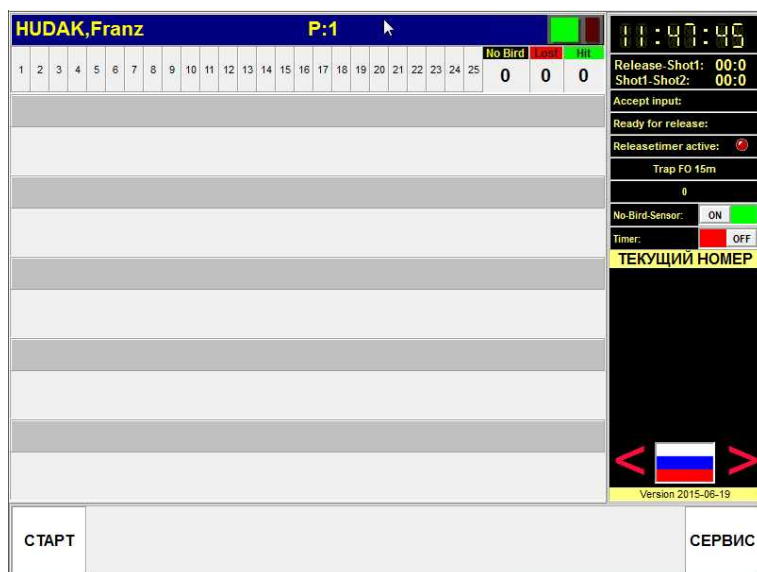 HUDAK,Franz P:1
No Bird Lost Hit
1 2 3 4 5 6 7 8 9 10 11 12 13 14 15 16 17 18 19 20 21 22 23 24 25 0 0 0
11:47:45
Release-Shot1: 00:0
Shot1-Shot2: 00:0
Accept input:
Ready for release:
Releasetimer active:
Trap FO 15m
0
No-Bird-Sensor: ON
Timer: OFF
ТЕКУЩИЙ НОМЕР
< >
Version 2015-06-19
СТАРТ СЕРВИС